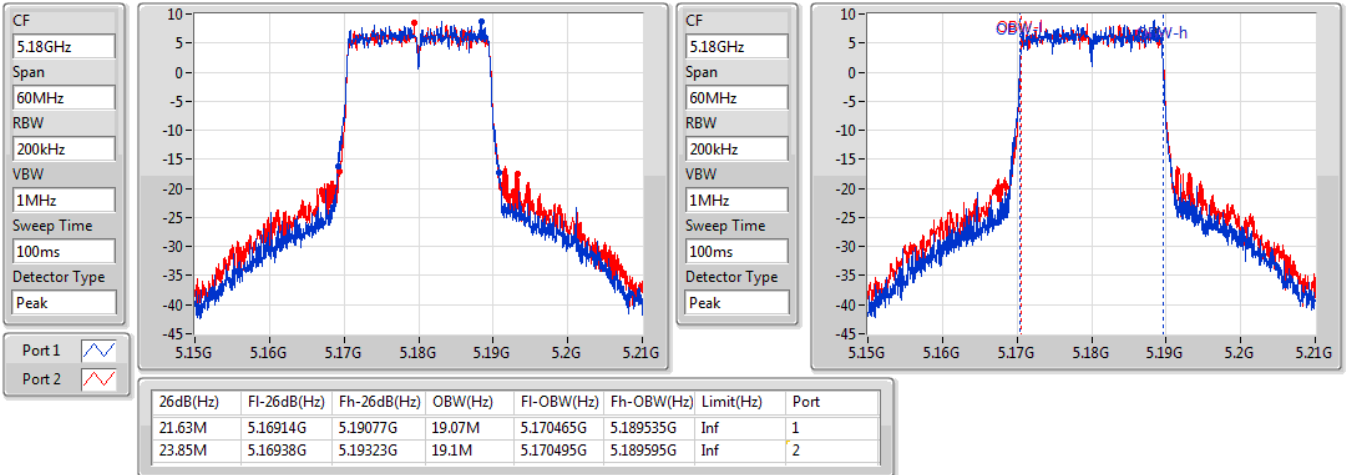 CF
5.18GHz
Span
60MHz
RBW
200kHz
VBW
1MHz
Sweep Time
100ms
Detector Type
Peak
Port 1
Port 2
10-
5-
0-
-5-
-10-
-15-
-20-
-25-
-30-
-35-
-40-
-45-
5.15G 5.16G 5.17G 5.18G 5.19G 5.2G 5.21G
CF
5.18GHz
Span
60MHz
RBW
200kHz
VBW
1MHz
Sweep Time
100ms
Detector Type
Peak
10-
5-
0-
-5-
-10-
-15-
-20-
-25-
-30-
-35-
-40-
-45-
OBW-l
OBW-h
5.15G 5.16G 5.17G 5.18G 5.19G 5.2G 5.21G
26dB(Hz) Fl-26dB(Hz) Fh-26dB(Hz) OBW(Hz) Fl-OBW(Hz) Fh-OBW(Hz) Limit(Hz) Port
21.63M 5.16914G 5.19077G 19.07M 5.170465G 5.189535G Inf 1
23.85M 5.16938G 5.19323G 19.1M 5.170495G 5.189595G Inf 2